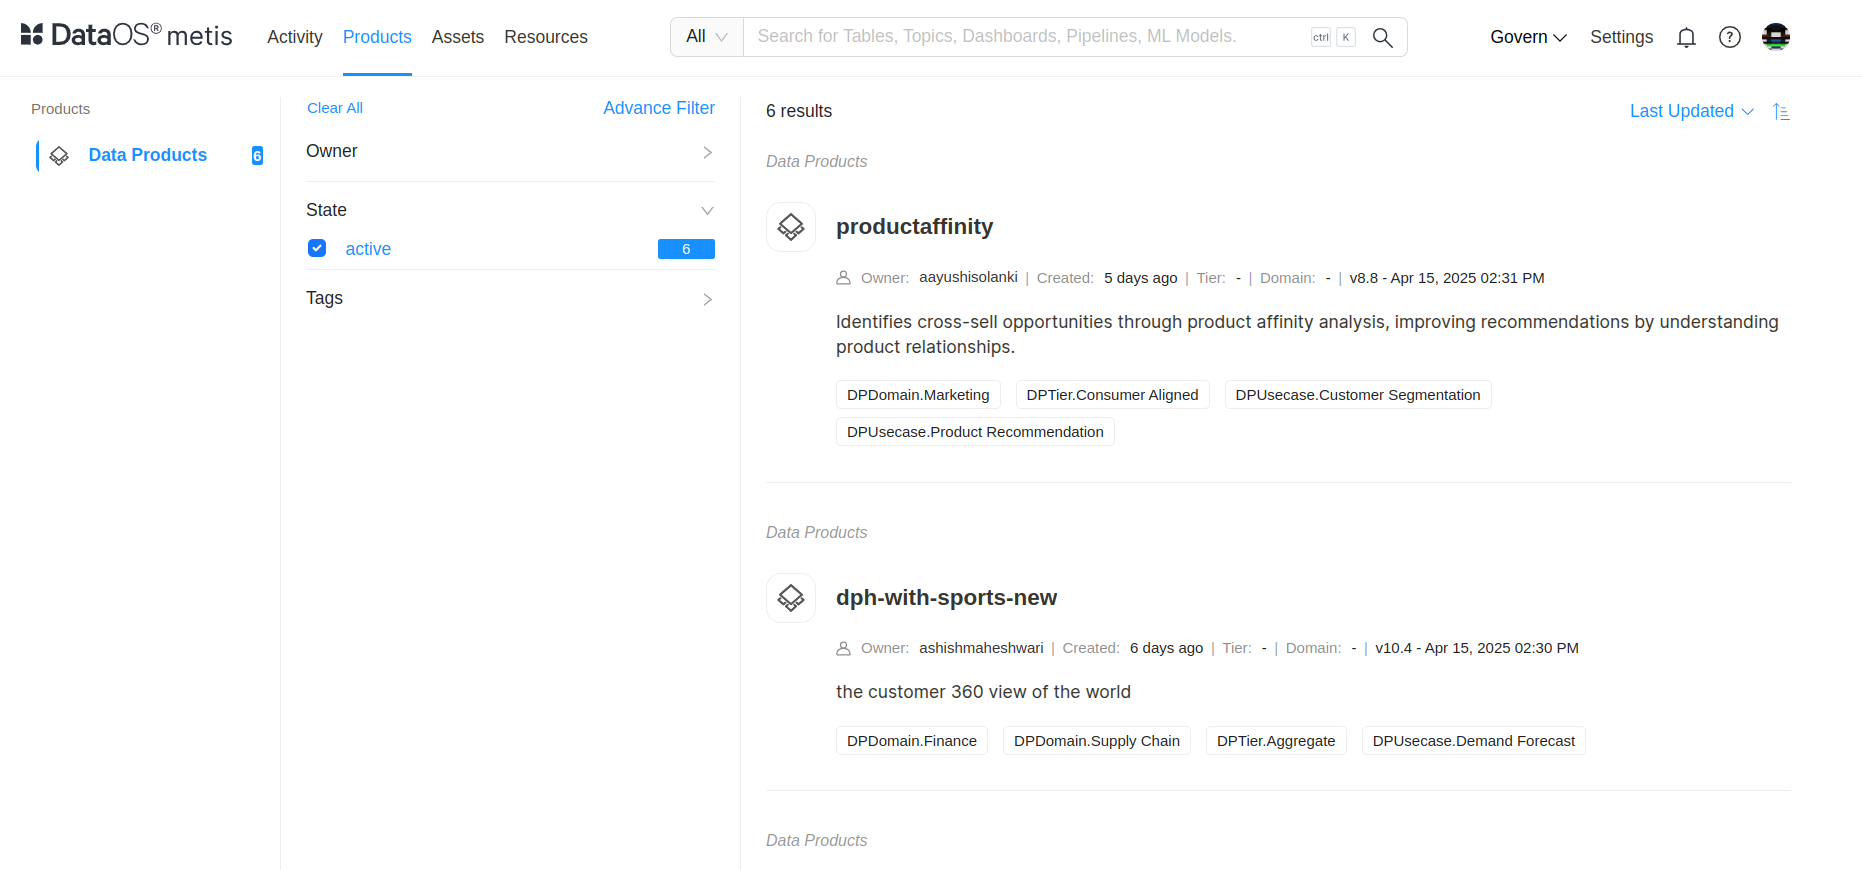 DataOS® metis Activity Products Assets Resources All Search for Tables, Topics, Dashboards, Pipelines, ML Models. ctrl K Govern Settings ?
Products
Data Products 6
Clear All Advance Filter
Owner
State
active 6
Tags
6 results Last Updated
Data Products
productaffinity
Owner: aayushisolanki | Created: 5 days ago | Tier: - | Domain: - | v8.8 - Apr 15, 2025 02:31 PM
Identifies cross-sell opportunities through product affinity analysis, improving recommendations by understanding
product relationships.
DPDomain.Marketing DPTier.Consumer Aligned DPUsecase.Customer Segmentation
DPUsecase.Product Recommendation
Data Products
dph-with-sports-new
Owner: ashishmaheshwari | Created: 6 days ago | Tier: - | Domain: - | v10.4 - Apr 15, 2025 02:30 PM
the customer 360 view of the world
DPDomain.Finance DPDomain.Supply Chain DPTier.Aggregate DPUsecase.Demand Forecast
Data Products